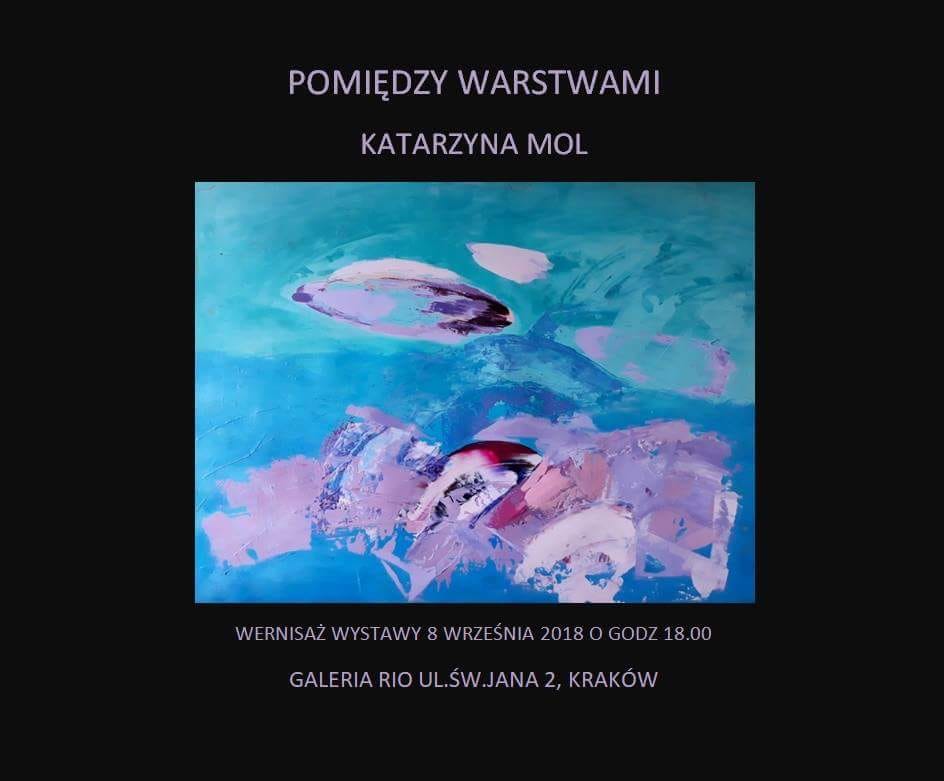 POMIĘDZY WARSTWAMI
KATARZYNA MOL
WERNISAŻ WYSTAWY 8 WRZEŚNIA 2018 O GODZ 18.00
GALERIA RIO UL.ŚW.JANA 2, KRAKÓW